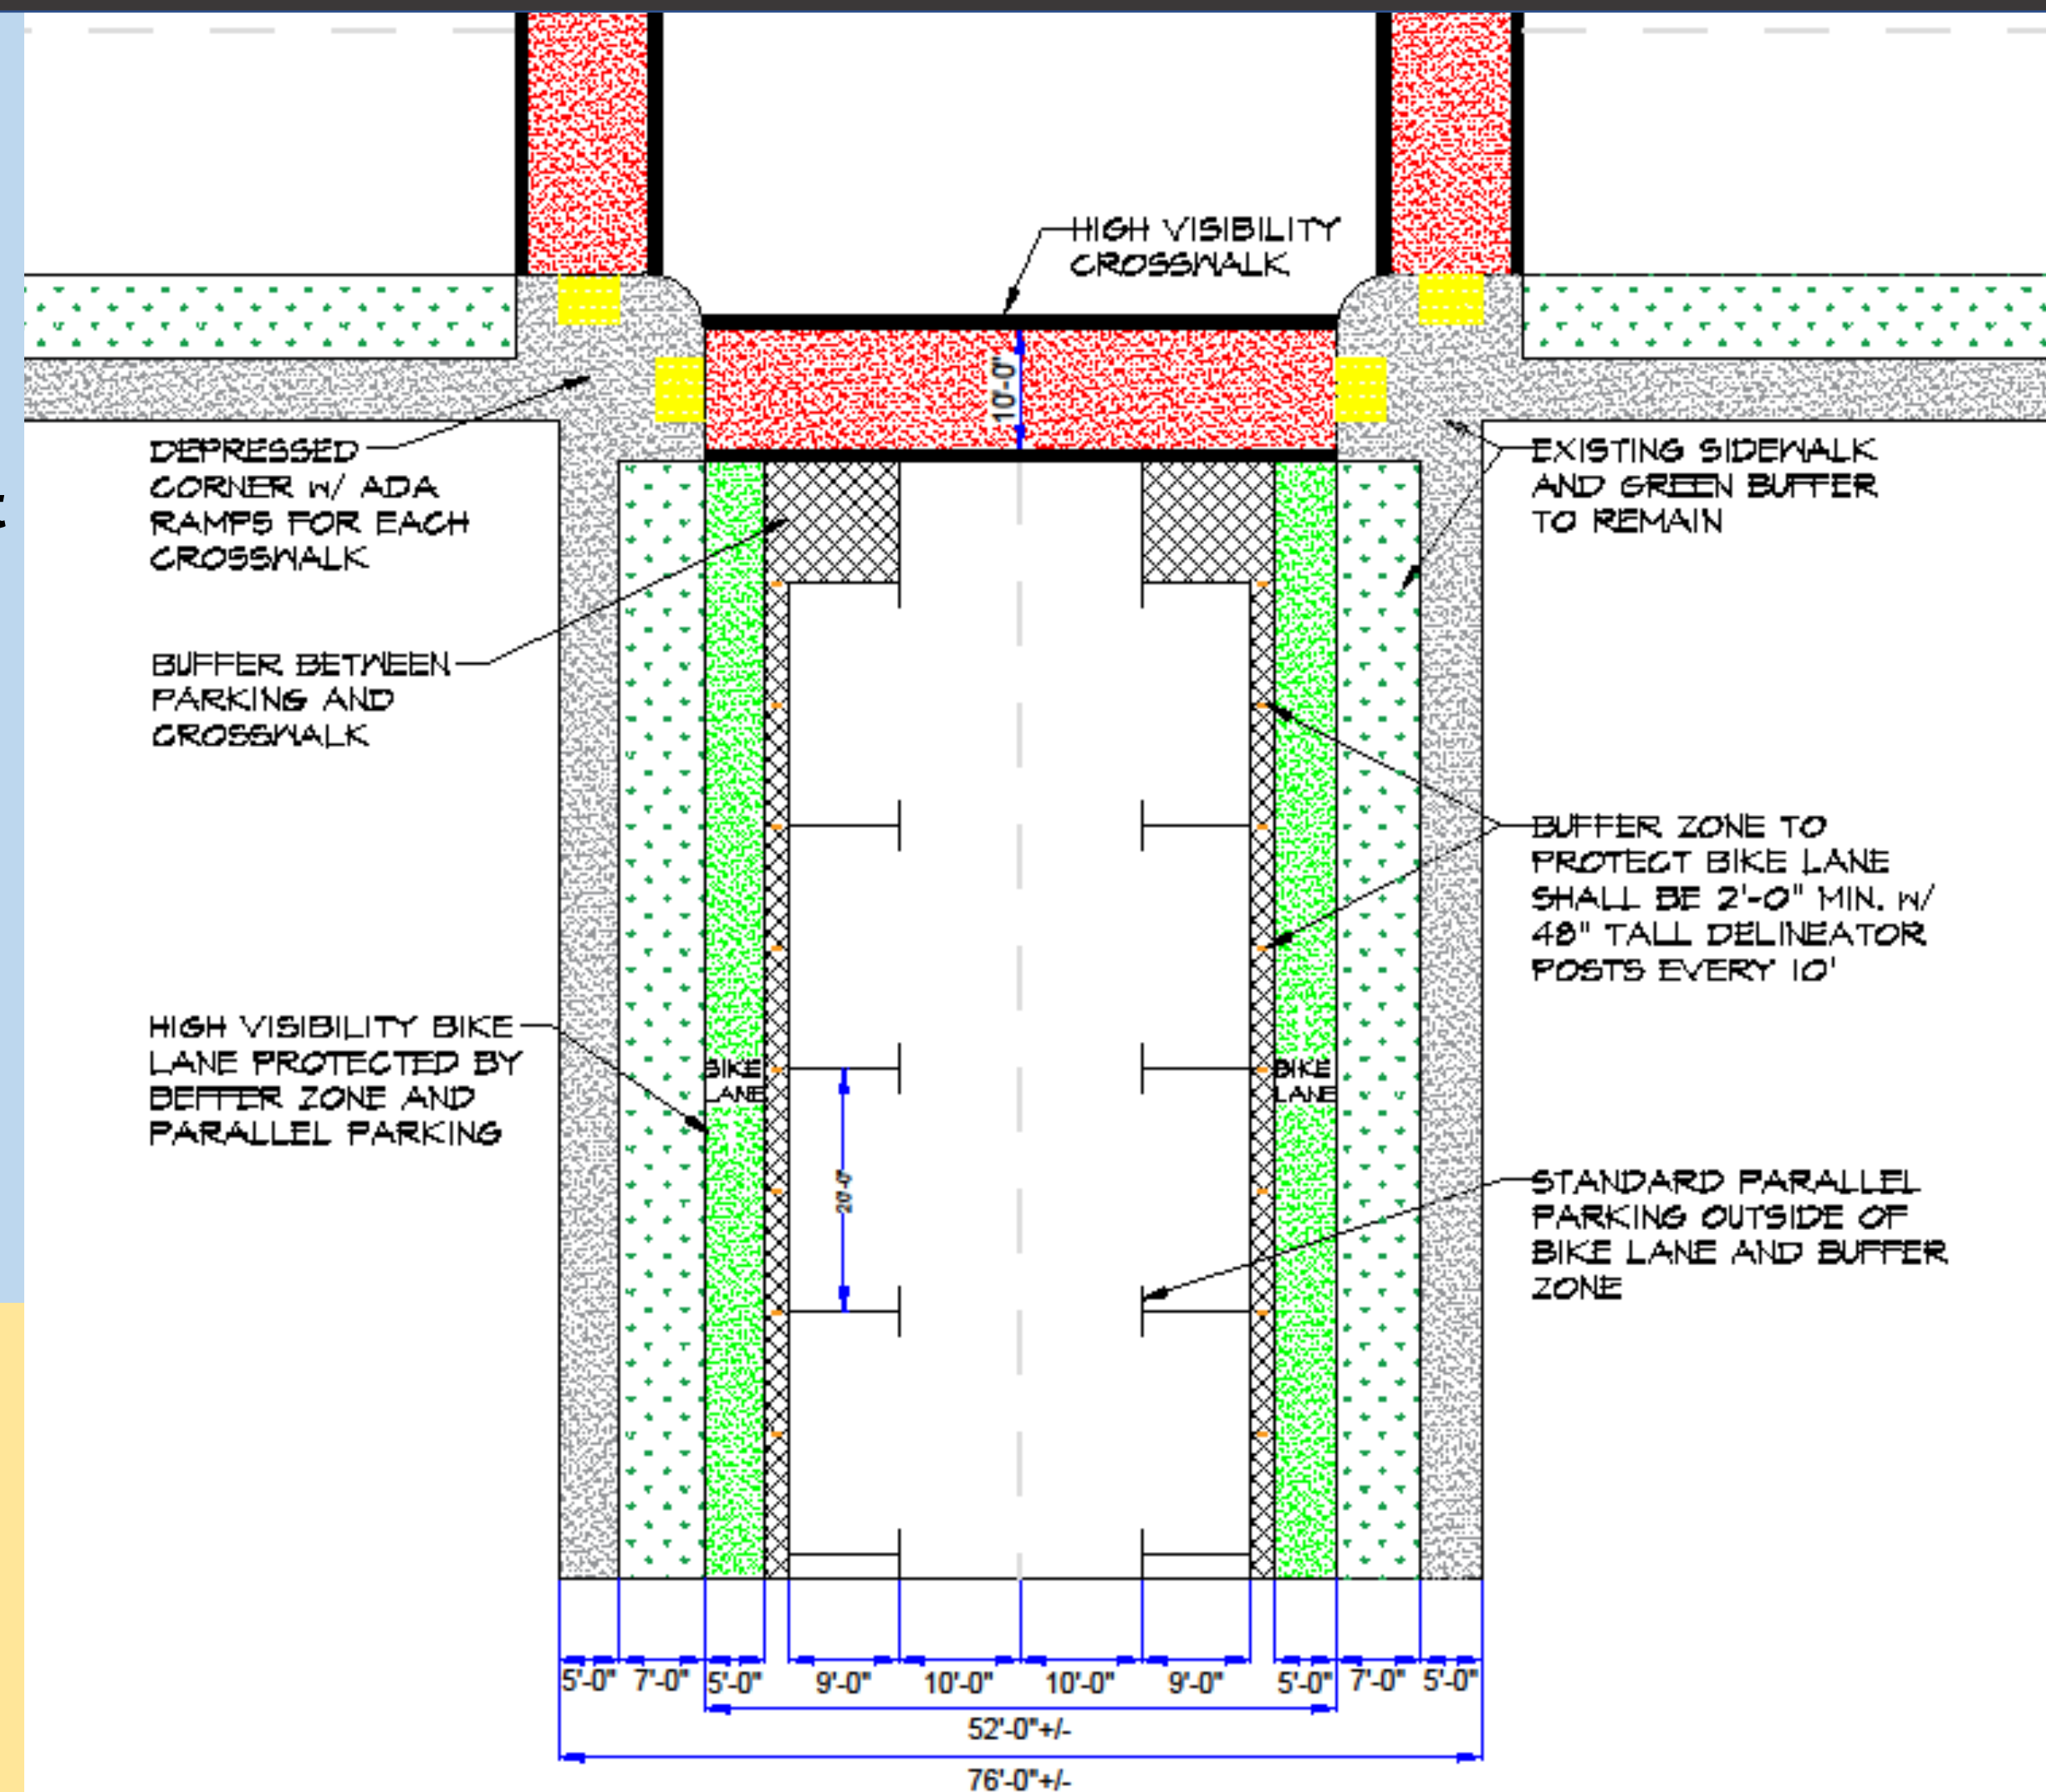 HIGH VISIBILITY
CROSSWALK
10'-0"
DEPRESSED
CORNER W/ ADA
RAMPS FOR EACH
CROSSWALK
EXISTING SIDEWALK
AND GREEN BUFFER
TO REMAIN
BUFFER BETWEEN
PARKING AND
CROSSWALK
BUFFER ZONE TO
PROTECT BIKE LANE
SHALL BE 2'-0" MIN. W/
48" TALL DELINEATOR
POSTS EVERY 10'
HIGH VISIBILITY BIKE
LANE PROTECTED BY
BEFFER ZONE AND
PARALLEL PARKING
BIKE
LANE
BIKE
LANE
20'-0"
STANDARD PARALLEL
PARKING OUTSIDE OF
BIKE LANE AND BUFFER
ZONE
5'-0" 7'-0" 5'-0" 9'-0" 10'-0" 10'-0" 9'-0" 5'-0" 7'-0" 5'-0"
52'-0"+/-
76'-0"+/-